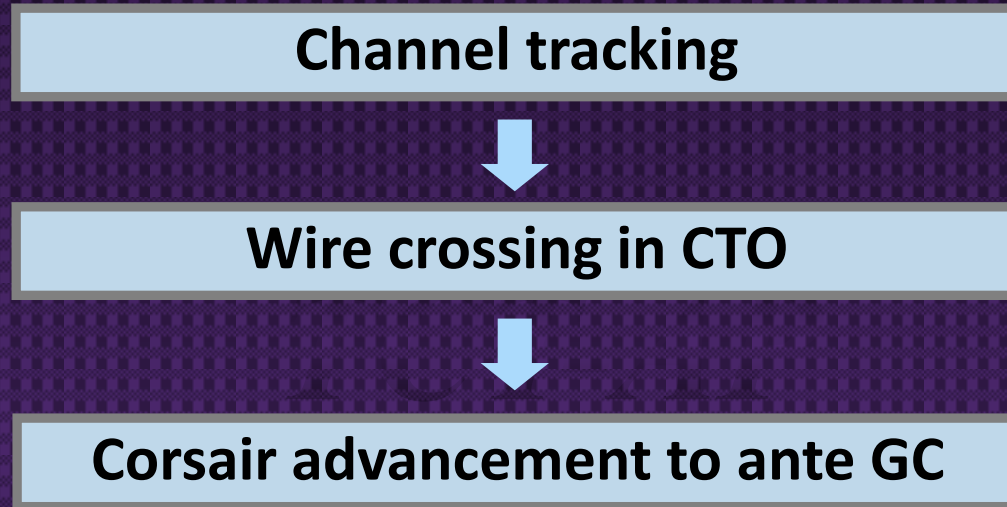 Channel tracking
Wire crossing in CTO
Corsair advancement to ante GC